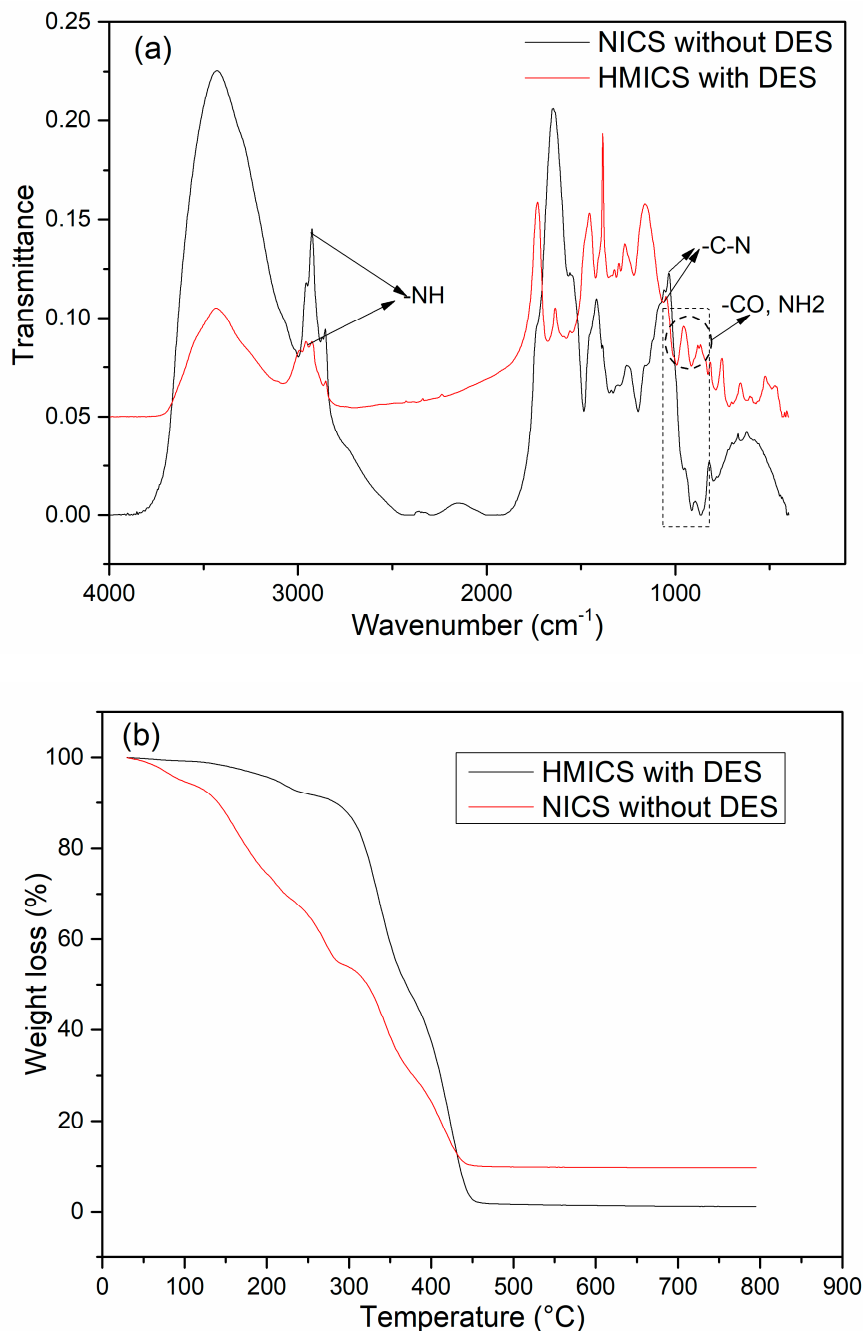 (a)
NICS without DES
HMICS with DES
0.25
0.20
0.15
0.10
0.05
0.00
Transmittance
-NH
-C-N
-CO, NH2
4000 3000 2000 1000
Wavenumber (cm⁻¹)
(b)
HMICS with DES
NICS without DES
100
80
60
40
20
0
Weight loss (%)
0 100 200 300 400 500 600 700 800 900
Temperature (°C)